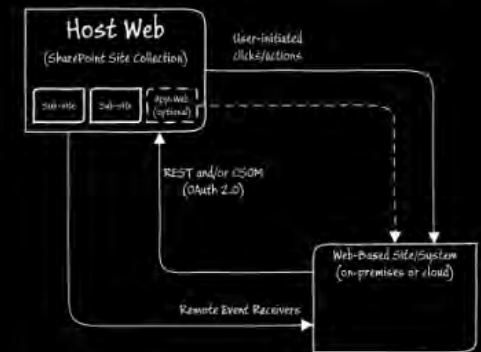 Host Web
(SharePoint Site Collection)
Sub-site
Sub-site
App Web
(optional)
User-initiated
clicks/actions
REST and/or CSOM
(OAuth 2.0)
Web-Based Site/System
(on-premises or cloud)
Remote Event Receivers